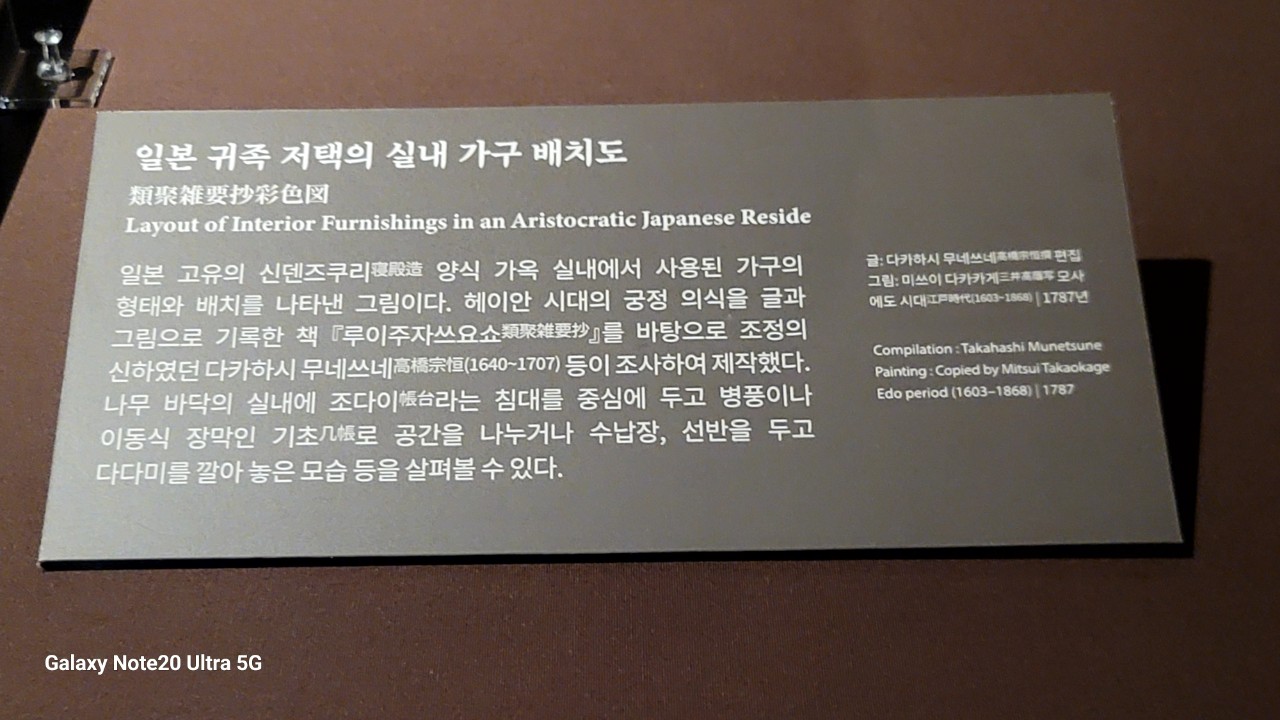 일본 귀족 저택의 실내 가구 배치도
類聚雑要抄彩色図
Layout of Interior Furnishings in an Aristocratic Japanese Reside
일본 고유의 신덴즈쿠리寝殿造 양식 가옥 실내에서 사용된 가구의
형태와 배치를 나타낸 그림이다. 헤이안 시대의 궁정 의식을 글과
그림으로 기록한 책 『루이주자쓰요쇼類聚雑要抄』를 바탕으로 조정의
신하였던 다카하시 무네쓰네高橋宗恒(1640~1707) 등이 조사하여 제작했다.
나무 바닥의 실내에 조다이帳台라는 침대를 중심에 두고 병풍이나
이동식 장막인 기초几帳로 공간을 나누거나 수납장, 선반을 두고
다다미를 깔아 놓은 모습 등을 살펴볼 수 있다.
글: 다카하시 무네쓰네 편집
그림: 미쓰이 다카카게 모사
에도 시대江戸時代(1603~1868) | 1787년
Compilation : Takahashi Munetsune
Painting : Copied by Mitsui Takaokage
Edo period (1603–1868) | 1787
Galaxy Note20 Ultra 5G